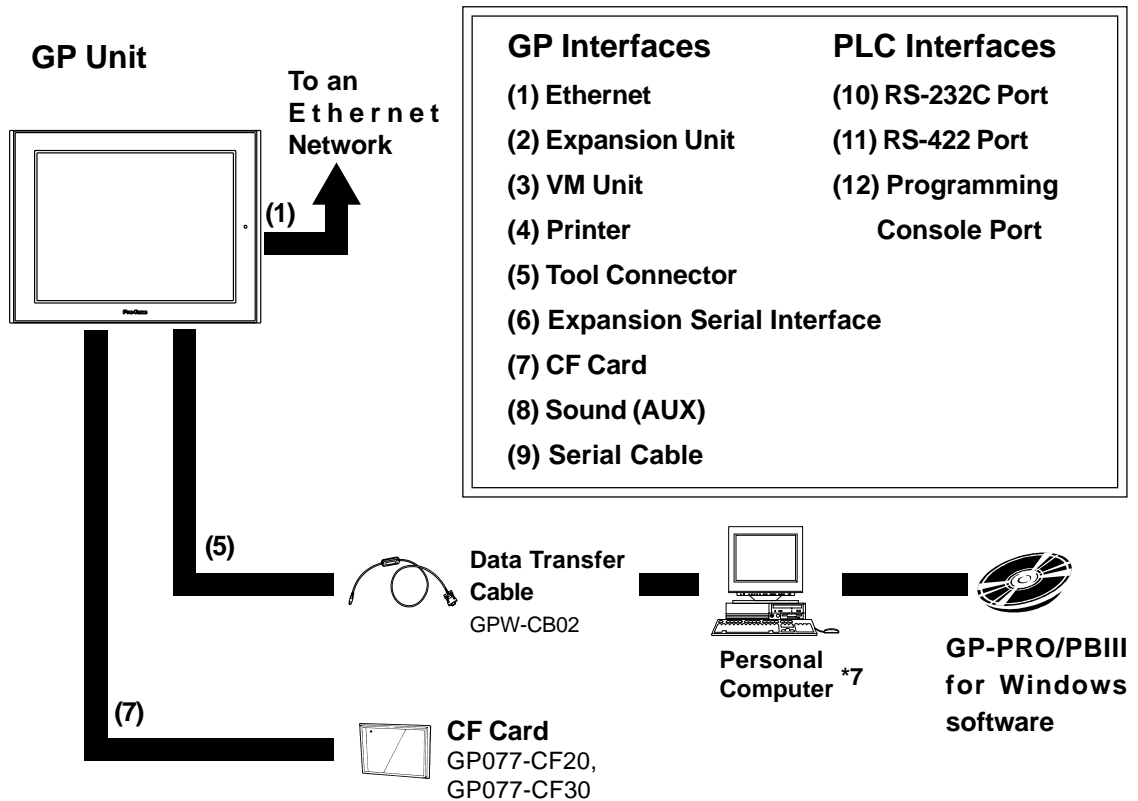 GP Unit
To an
Ethernet
Network
(1)
GP Interfaces
(1) Ethernet
(2) Expansion Unit
(3) VM Unit
(4) Printer
(5) Tool Connector
(6) Expansion Serial Interface
(7) CF Card
(8) Sound (AUX)
(9) Serial Cable
PLC Interfaces
(10) RS-232C Port
(11) RS-422 Port
(12) Programming
Console Port
(5)
Data Transfer
Cable
GPW-CB02
Personal
Computer *7
GP-PRO/PBIII
for Windows
software
(7)
CF Card
GP077-CF20,
GP077-CF30